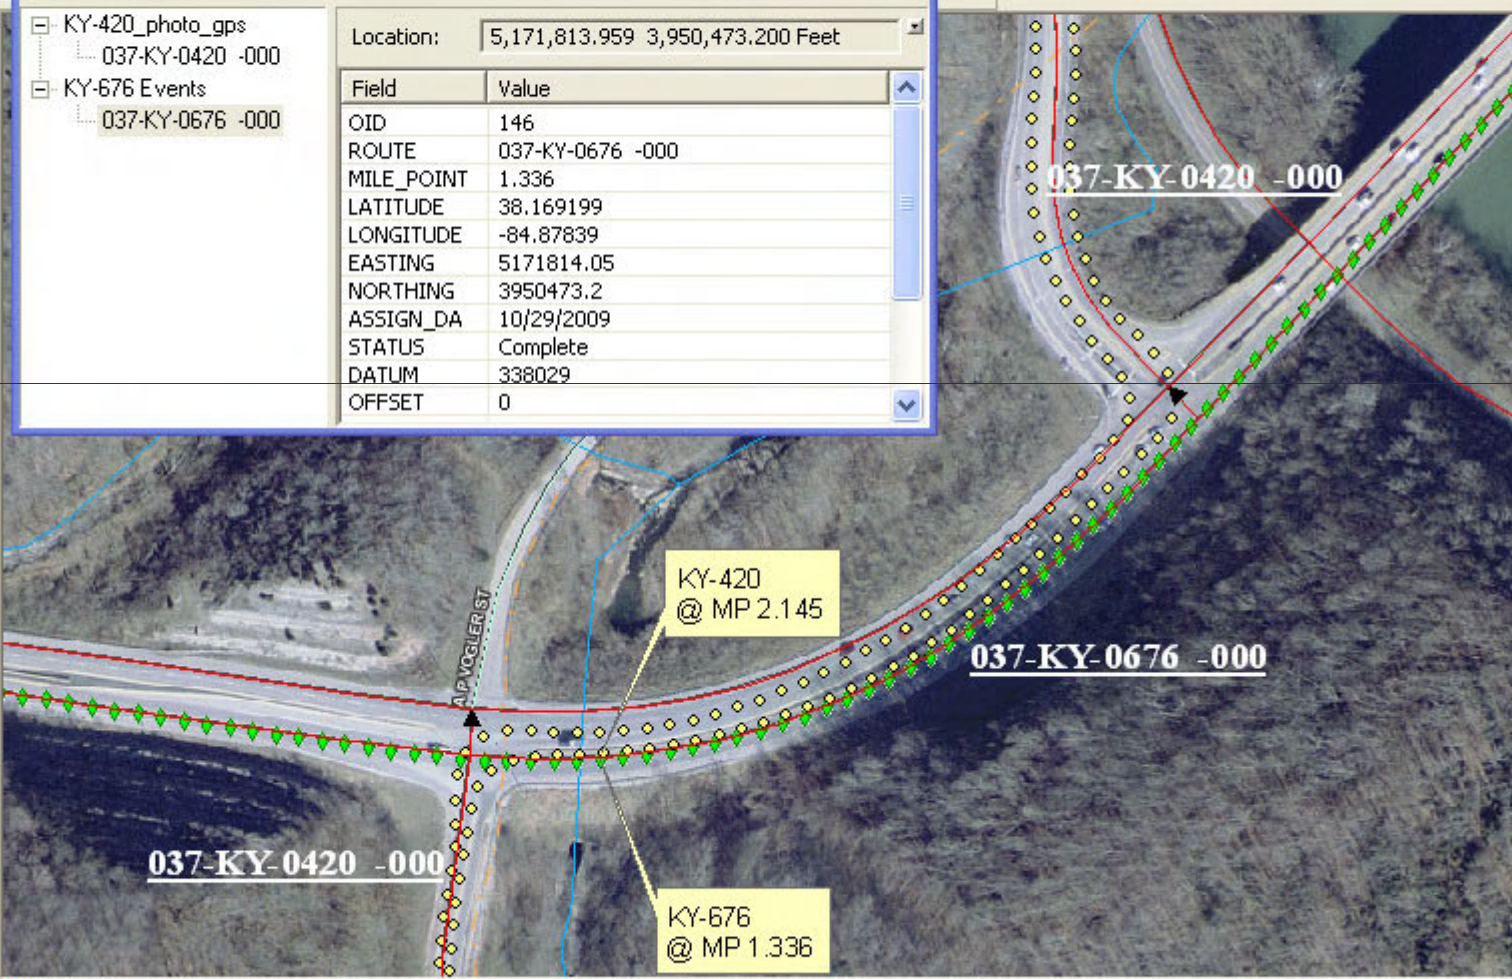 KY-420_photo_gps
037-KY-0420 -000
KY-676 Events
037-KY-0676 -000
Location: 5,171,813.959 3,950,473.200 Feet
Field Value
OID 146
ROUTE 037-KY-0676 -000
MILE_POINT 1.336
LATITUDE 38.169199
LONGITUDE -84.87839
EASTING 5171814.05
NORTHING 3950473.2
ASSIGN_DA 10/29/2009
STATUS Complete
DATUM 338029
OFFSET 0
037-KY-0420 -000
A P VOGLER ST
KY-420
@ MP 2.145
037-KY-0676 -000
037-KY-0420 -000
KY-676
@ MP 1.336